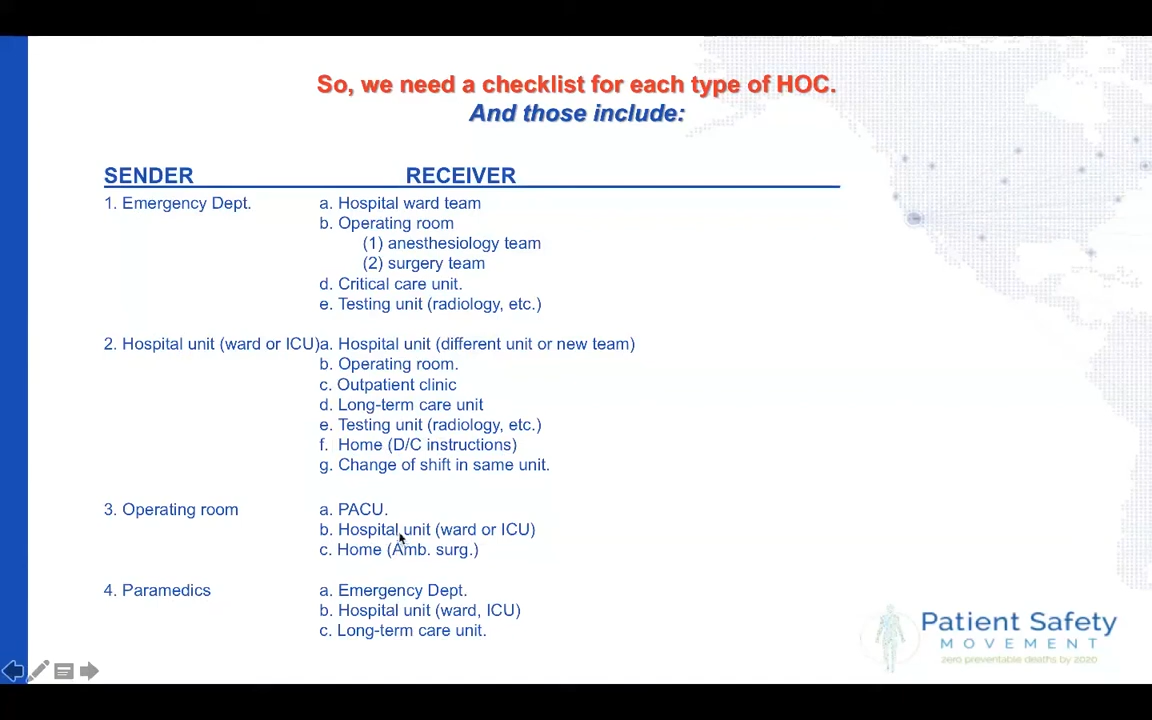 So, we need a checklist for each type of HOC.
And those include:
SENDER RECEIVER
1. Emergency Dept. a. Hospital ward team
b. Operating room
(1) anesthesiology team
(2) surgery team
d. Critical care unit.
e. Testing unit (radiology, etc.)
2. Hospital unit (ward or ICU)a. Hospital unit (different unit or new team)
b. Operating room.
c. Outpatient clinic
d. Long-term care unit
e. Testing unit (radiology, etc.)
f. Home (D/C instructions)
g. Change of shift in same unit.
3. Operating room a. PACU.
b. Hospital unit (ward or ICU)
c. Home (Amb. surg.)
4. Paramedics a. Emergency Dept.
b. Hospital unit (ward, ICU)
c. Long-term care unit.
Patient Safety
MOVEMENT
zero preventable deaths by 2020